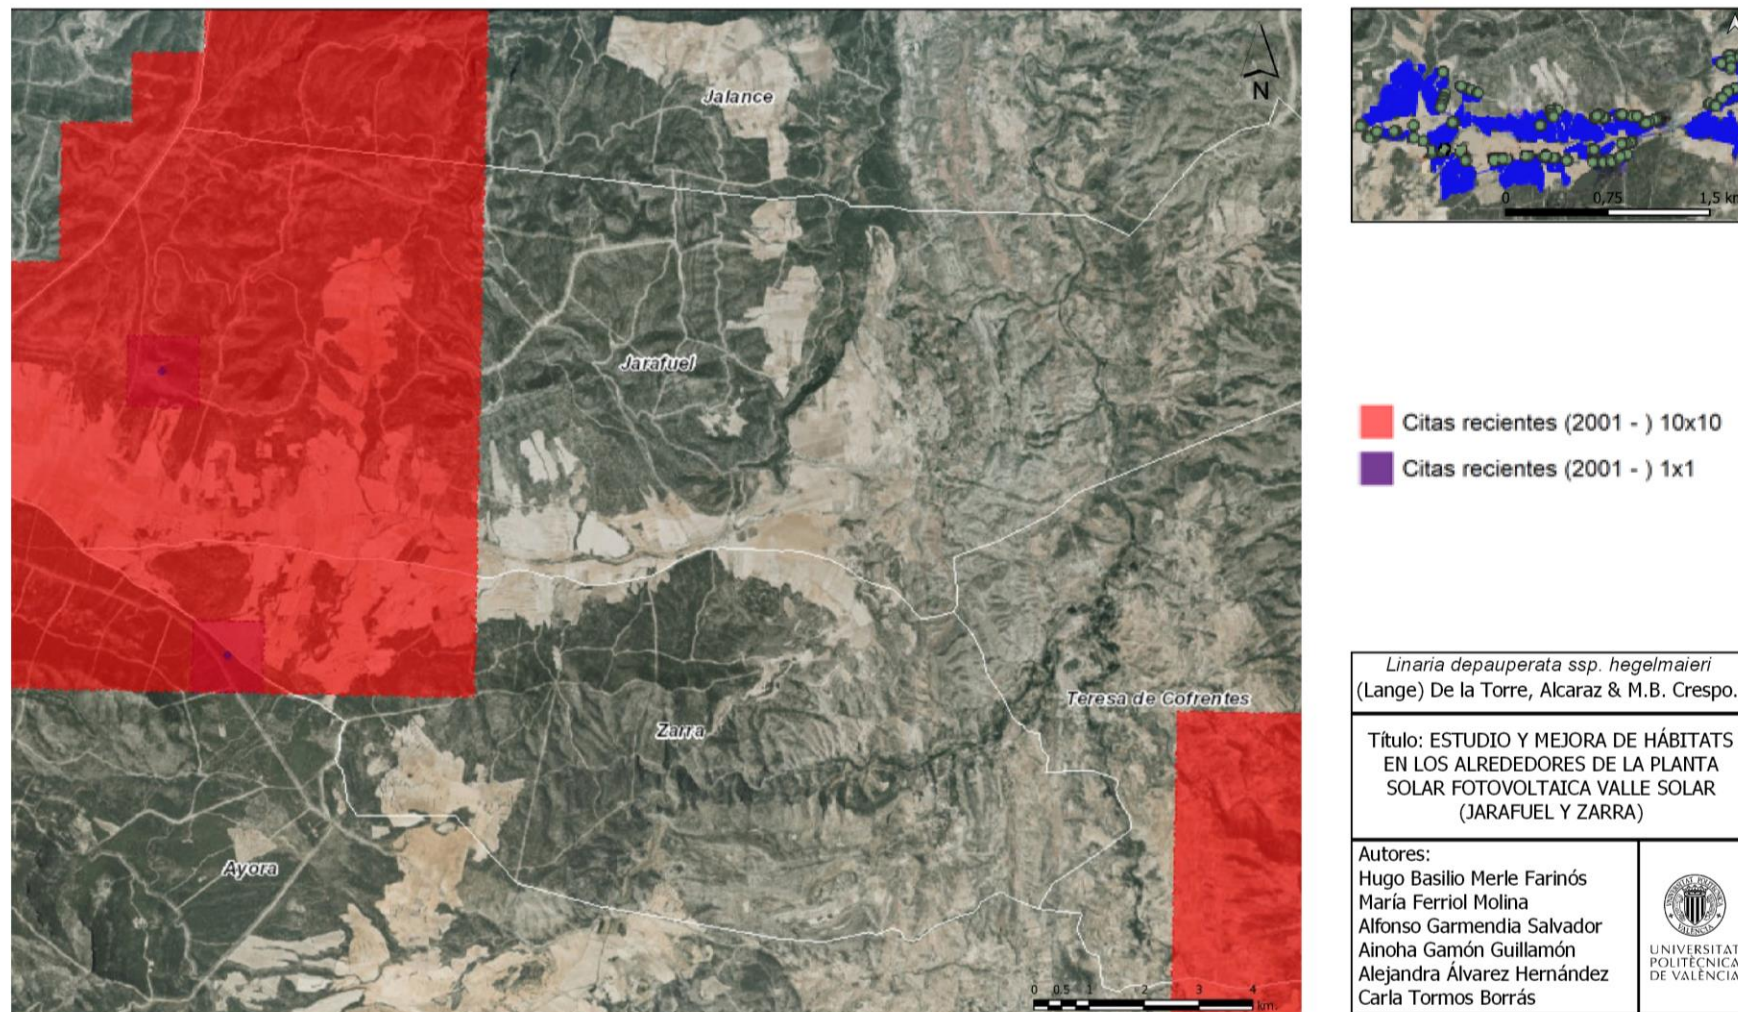 Jalance
N
Jarafuel
Teresa de Cofrentes
Zarra
Ayora
0 0.5 1 2 3 4
km.
0 0,75 1,5 km
Citas recientes (2001 - ) 10x10
Citas recientes (2001 - ) 1x1
Linaria depauperata ssp. hegelmaieri
(Lange) De la Torre, Alcaraz & M.B. Crespo.
Título: ESTUDIO Y MEJORA DE HÁBITATS
EN LOS ALREDEDORES DE LA PLANTA
SOLAR FOTOVOLTAICA VALLE SOLAR
(JARAFUEL Y ZARRA)
Autores:
Hugo Basilio Merle Farinós
María Ferriol Molina
Alfonso Garmendia Salvador
Ainoha Gamón Guillamón
Alejandra Álvarez Hernández
Carla Tormos Borrás
UNIVERSITAT
POLITÈCNICA
DE VALÈNCIA